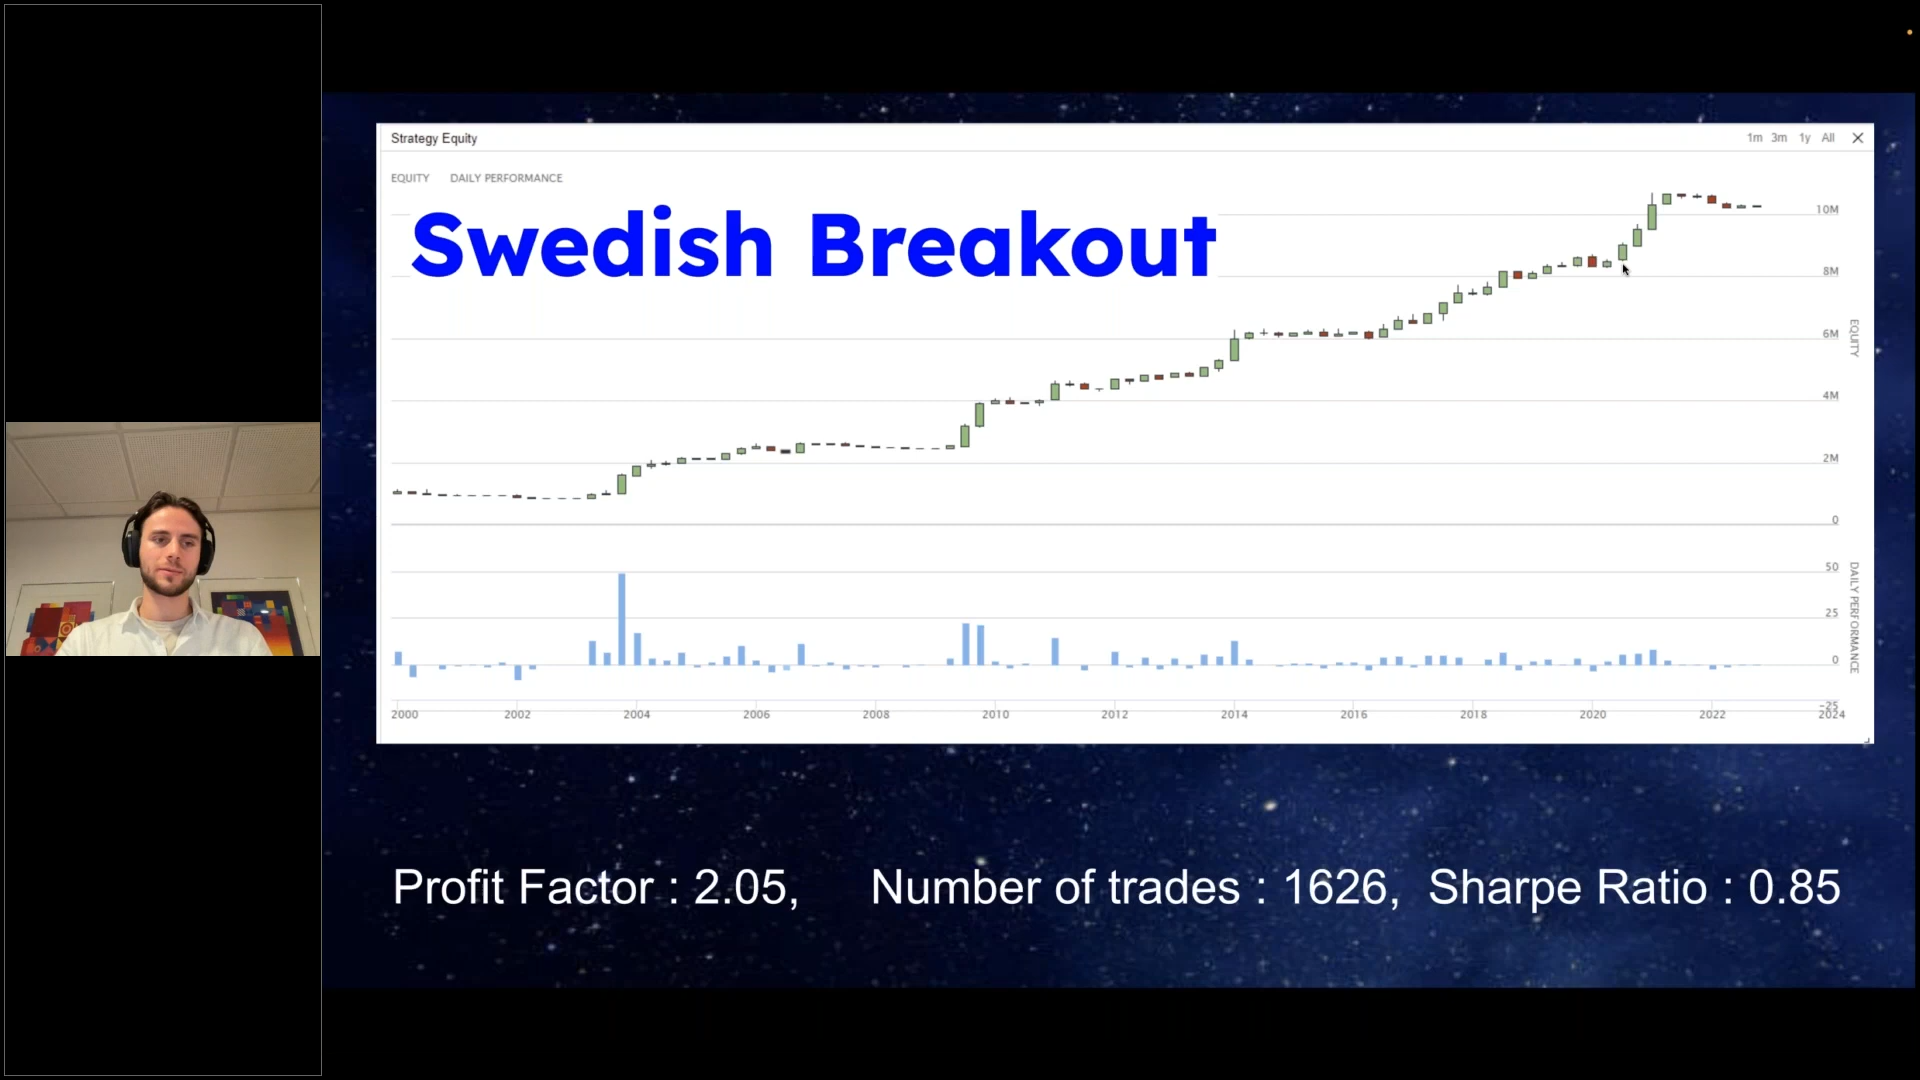 Strategy Equity
1m 3m 1y All
EQUITY DAILY PERFORMANCE
Swedish Breakout
10M
8M
6M
4M
2M
0
EQUITY
50
25
0
-25
DAILY PERFORMANCE
2000 2002 2004 2006 2008 2010 2012 2014 2016 2018 2020 2022 2024
Profit Factor : 2.05, Number of trades : 1626, Sharpe Ratio : 0.85